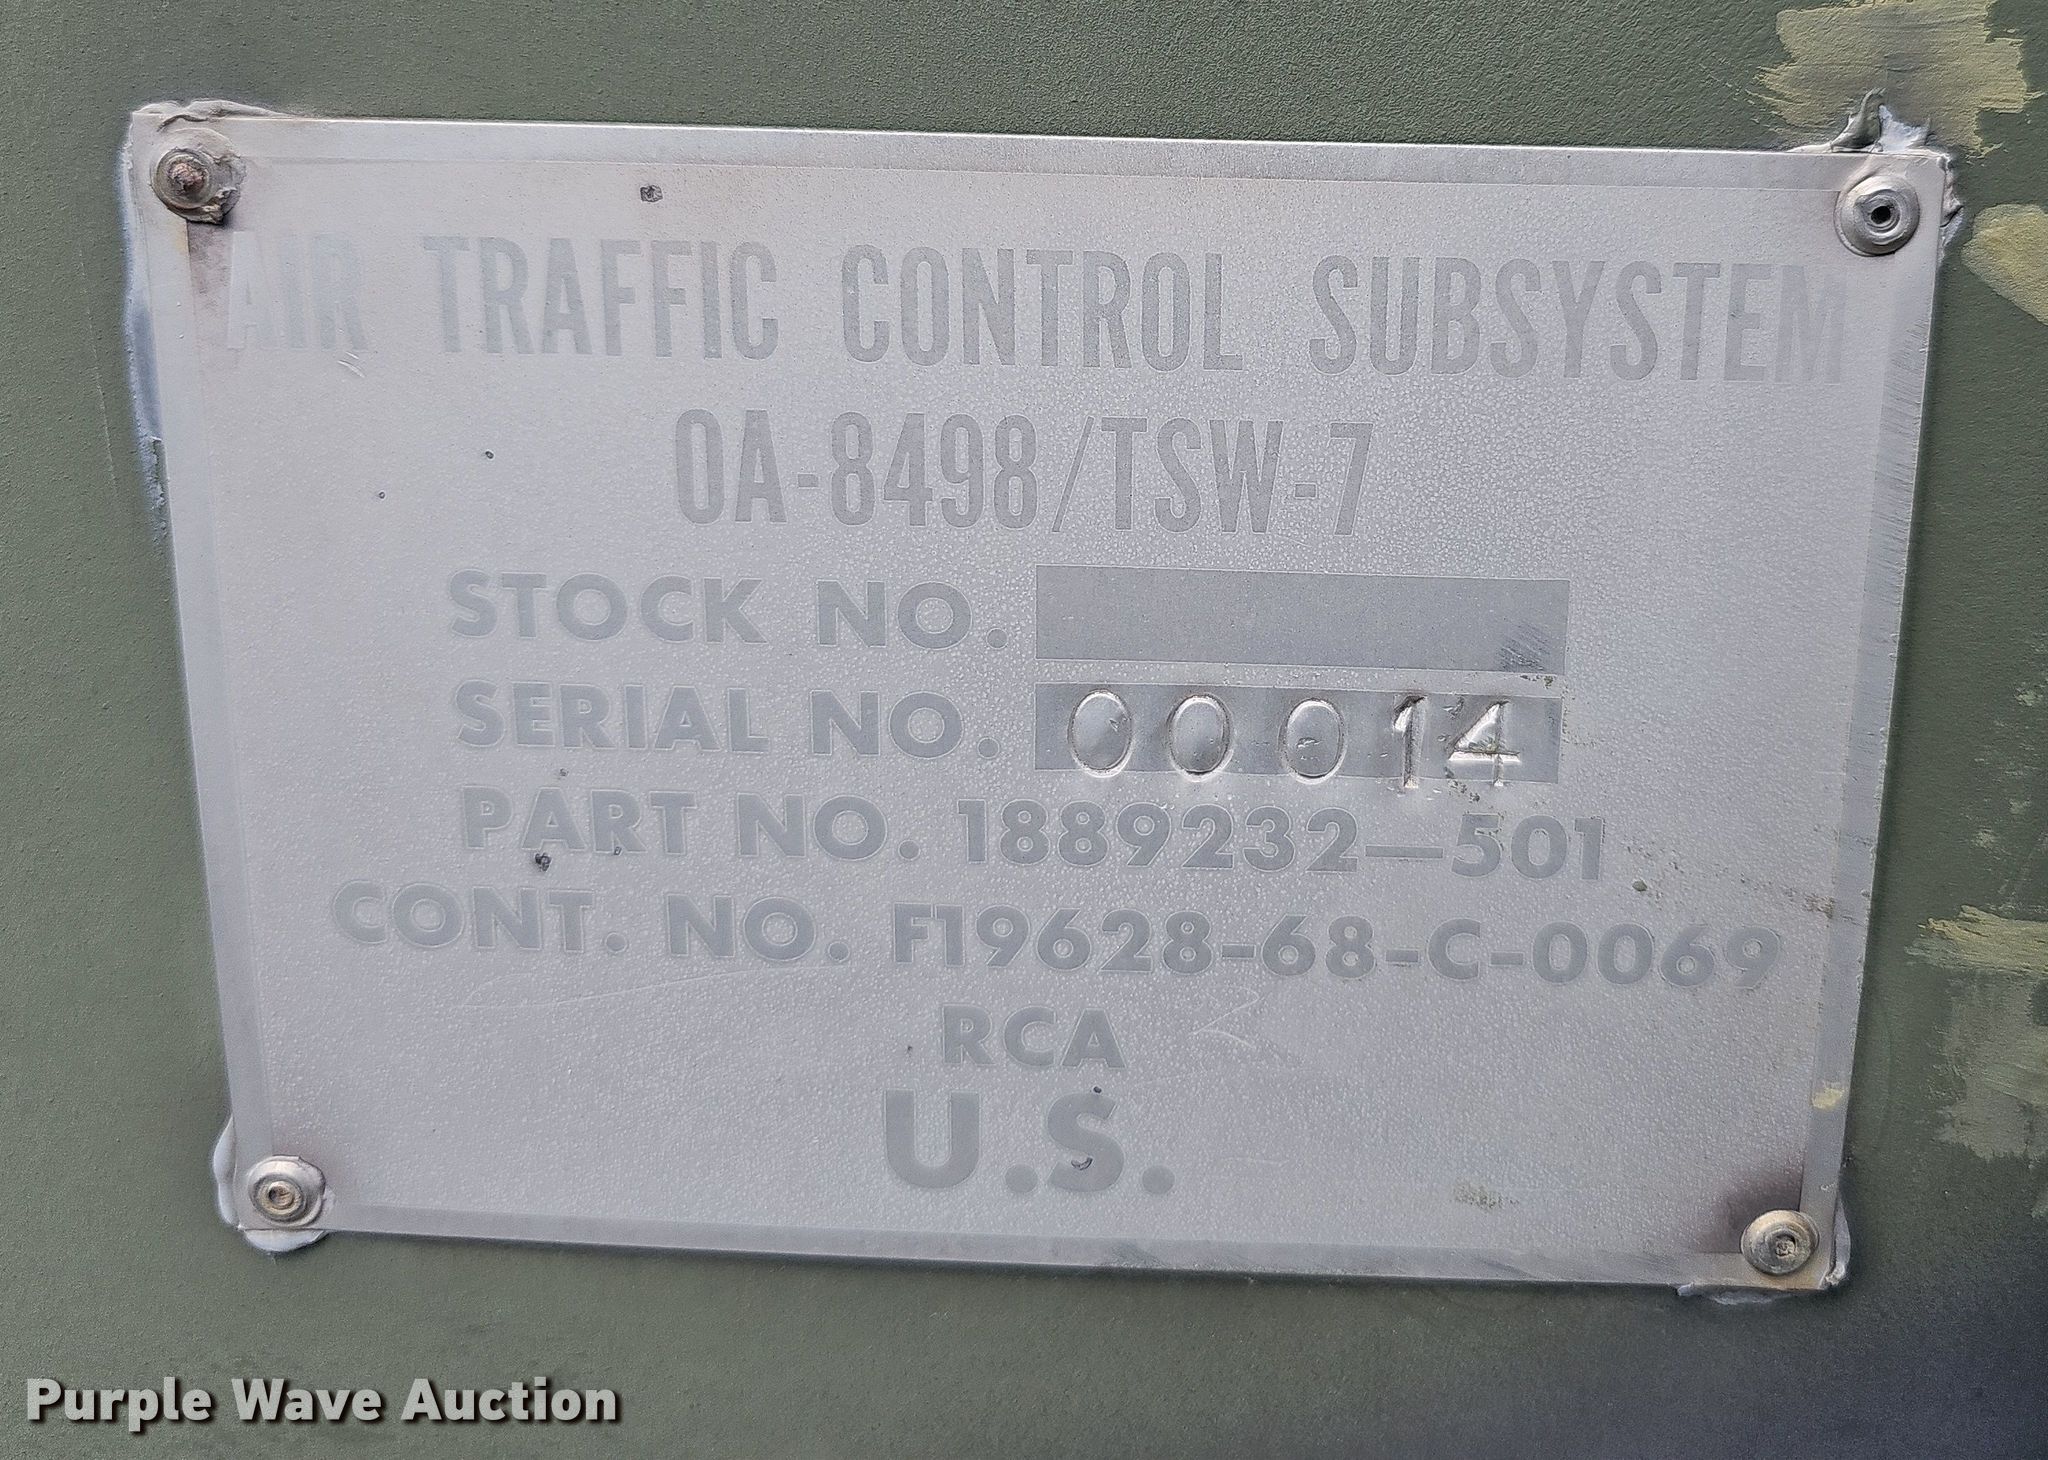 AIR TRAFFIC CONTROL SUBSYSTEM
OA-8498/TSW-7
STOCK NO.
SERIAL NO. 00014
PART NO. 1889232-501
CONT. NO. F19628-68-C-0069
RCA
U.S.
Purple Wave Auction